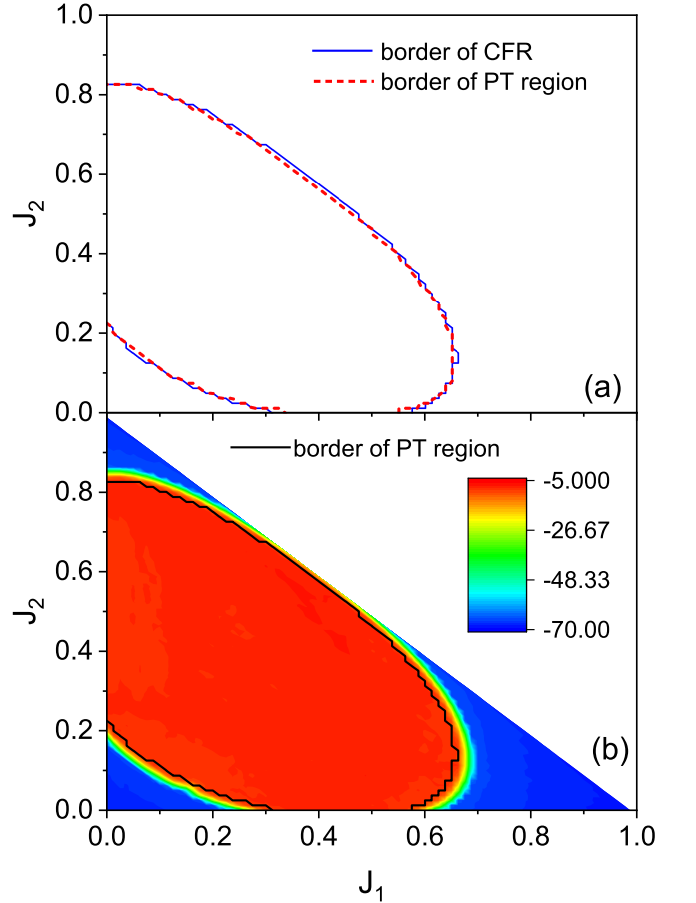 1.0
border of CFR
border of PT region
0.8
0.6
J₂
0.4
0.2
(a)
0.0
border of PT region
0.8
-5.000
-26.67
0.6
J₂
-48.33
-70.00
0.4
0.2
(b)
0.0
0.0 0.2 0.4 0.6 0.8 1.0
J₁